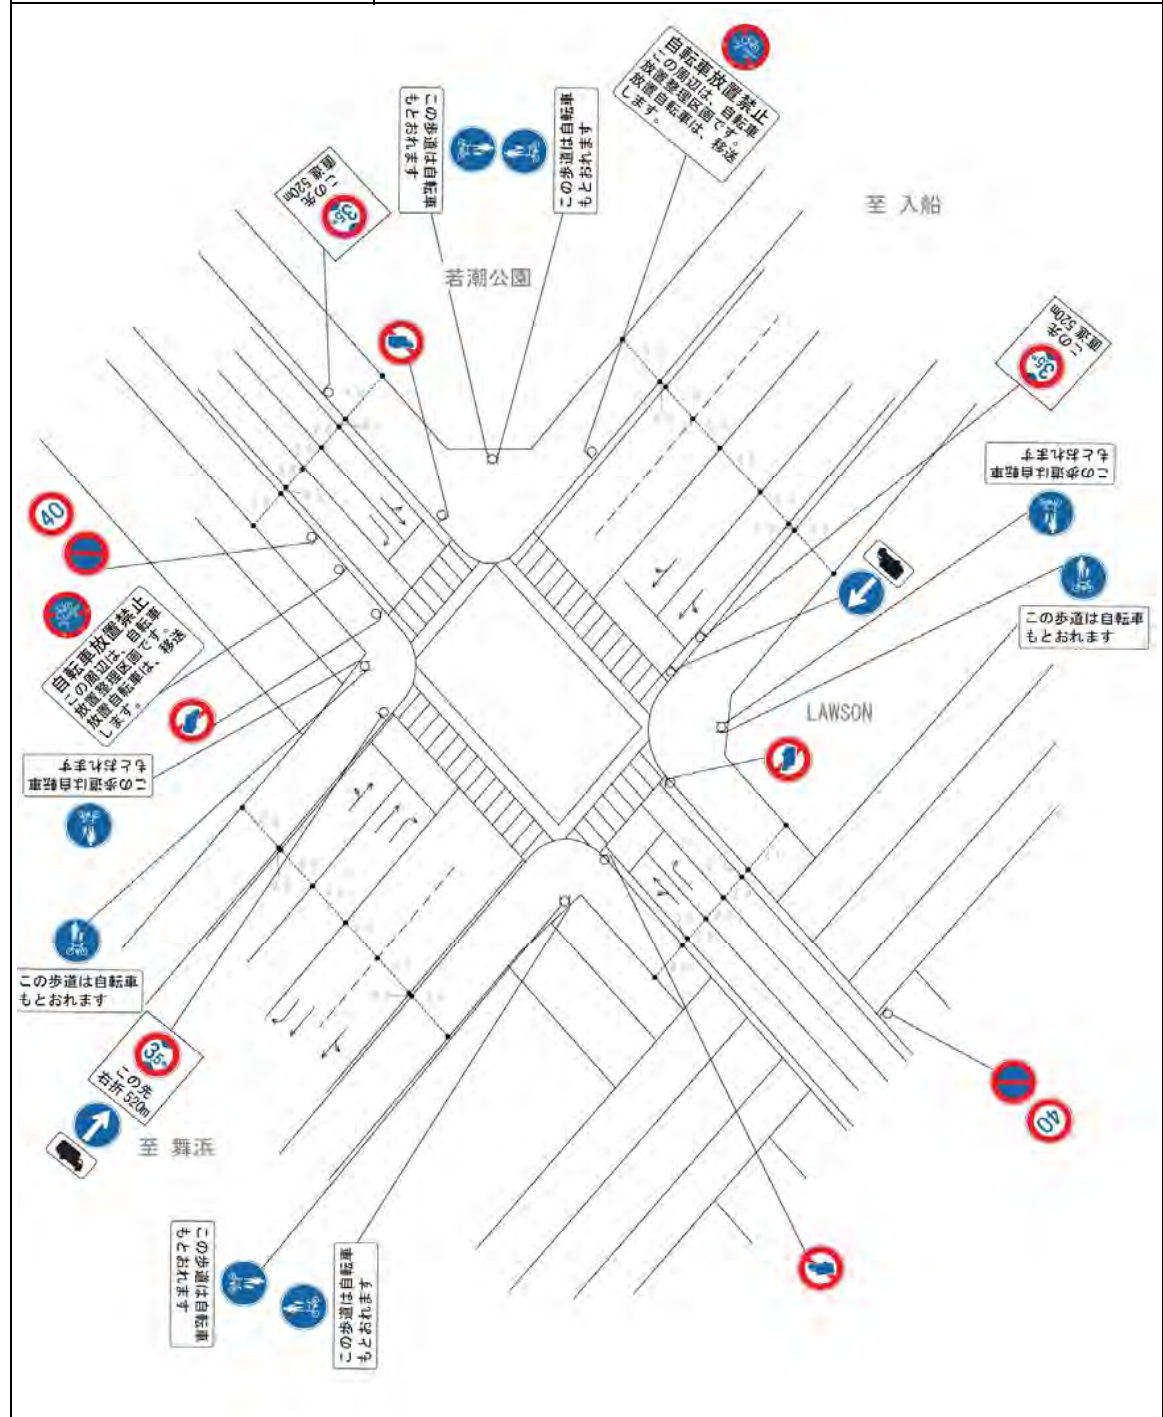 自転車放置禁止
この周辺は、自転車
放置整理区画です。
放置自転車は、移送
します。
この歩道は自転車
もとおれます
この歩道は自転車
もとおれます
3.5m
この先
直進 520m
至 入船
若潮公園
3.5m
この先
直進 520m
この歩道は自転車
もとおれます
40
この歩道は自転車
もとおれます
自転車放置禁止
この周辺は、自転車
放置整理区画です。
放置自転車は、移送
します。
LAWSON
この歩道は自転車
もとおれます
この歩道は自転車
もとおれます
3.5m
この先
右折 520m
至 舞浜
40
この歩道は自転車
もとおれます
この歩道は自転車
もとおれます